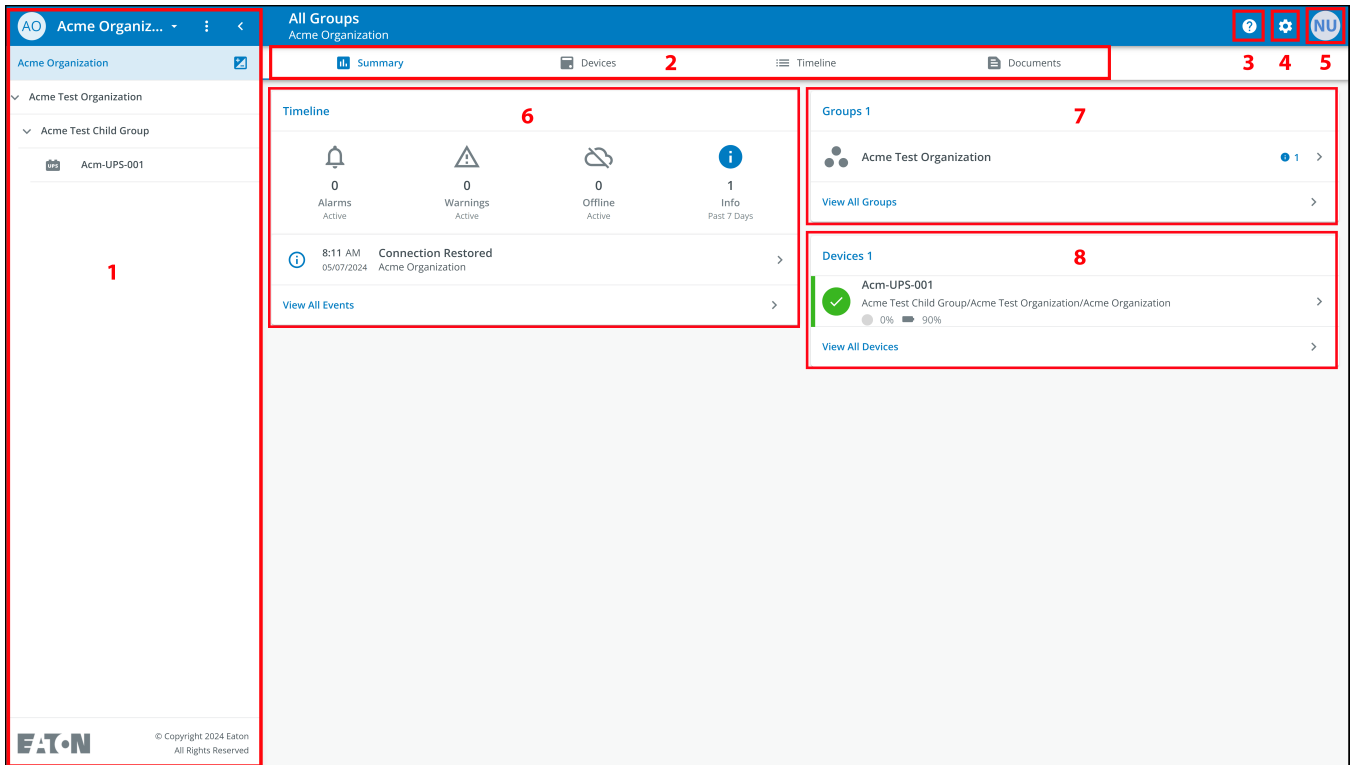 AO Acme Organiz...
Acme Organization
Acme Test Organization
Acme Test Child Group
UPS Acm-UPS-001
1
EATON
© Copyright 2024 Eaton
All Rights Reserved
All Groups
Acme Organization
? NU
Summary Devices 2 Timeline Documents
3 4 5
Timeline
6
0 0 0 1
Alarms Warnings Offline Info
Active Active Active Past 7 Days
8:11 AM Connection Restored
05/07/2024 Acme Organization
View All Events
Groups 1
7
Acme Test Organization 1
View All Groups
Devices 1
8
Acm-UPS-001
Acme Test Child Group/Acme Test Organization/Acme Organization
0% 90%
View All Devices